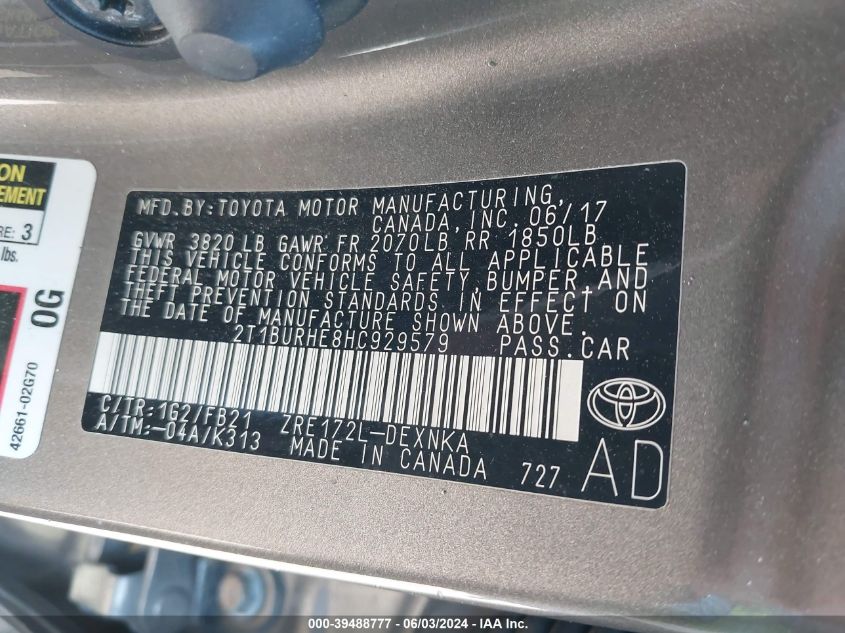 MFD.BY:TOYOTA MOTOR MANUFACTURING,
CANADA,INC. 06/17
GVWR 3820 LB GAWR FR 2070LB RR 1850LB
THIS VEHICLE CONFORMS TO ALL APPLICABLE
FEDERAL MOTOR VEHICLE SAFETY,BUMPER,AND
THEFT PREVENTION STANDARDS IN EFFECT ON
THE DATE OF MANUFACTURE SHOWN ABOVE.
2T1BURHE8HC929579 PASS.CAR
C/TR:1G2/FB21 ZRE172L-DEXNKA
A/TM:-04A/K313 MADE IN CANADA 727
AD
ON
EMENT
RE: 3
lbs.
0G
42661-02G70
000-39488777 - 06/03/2024 - IAA Inc.